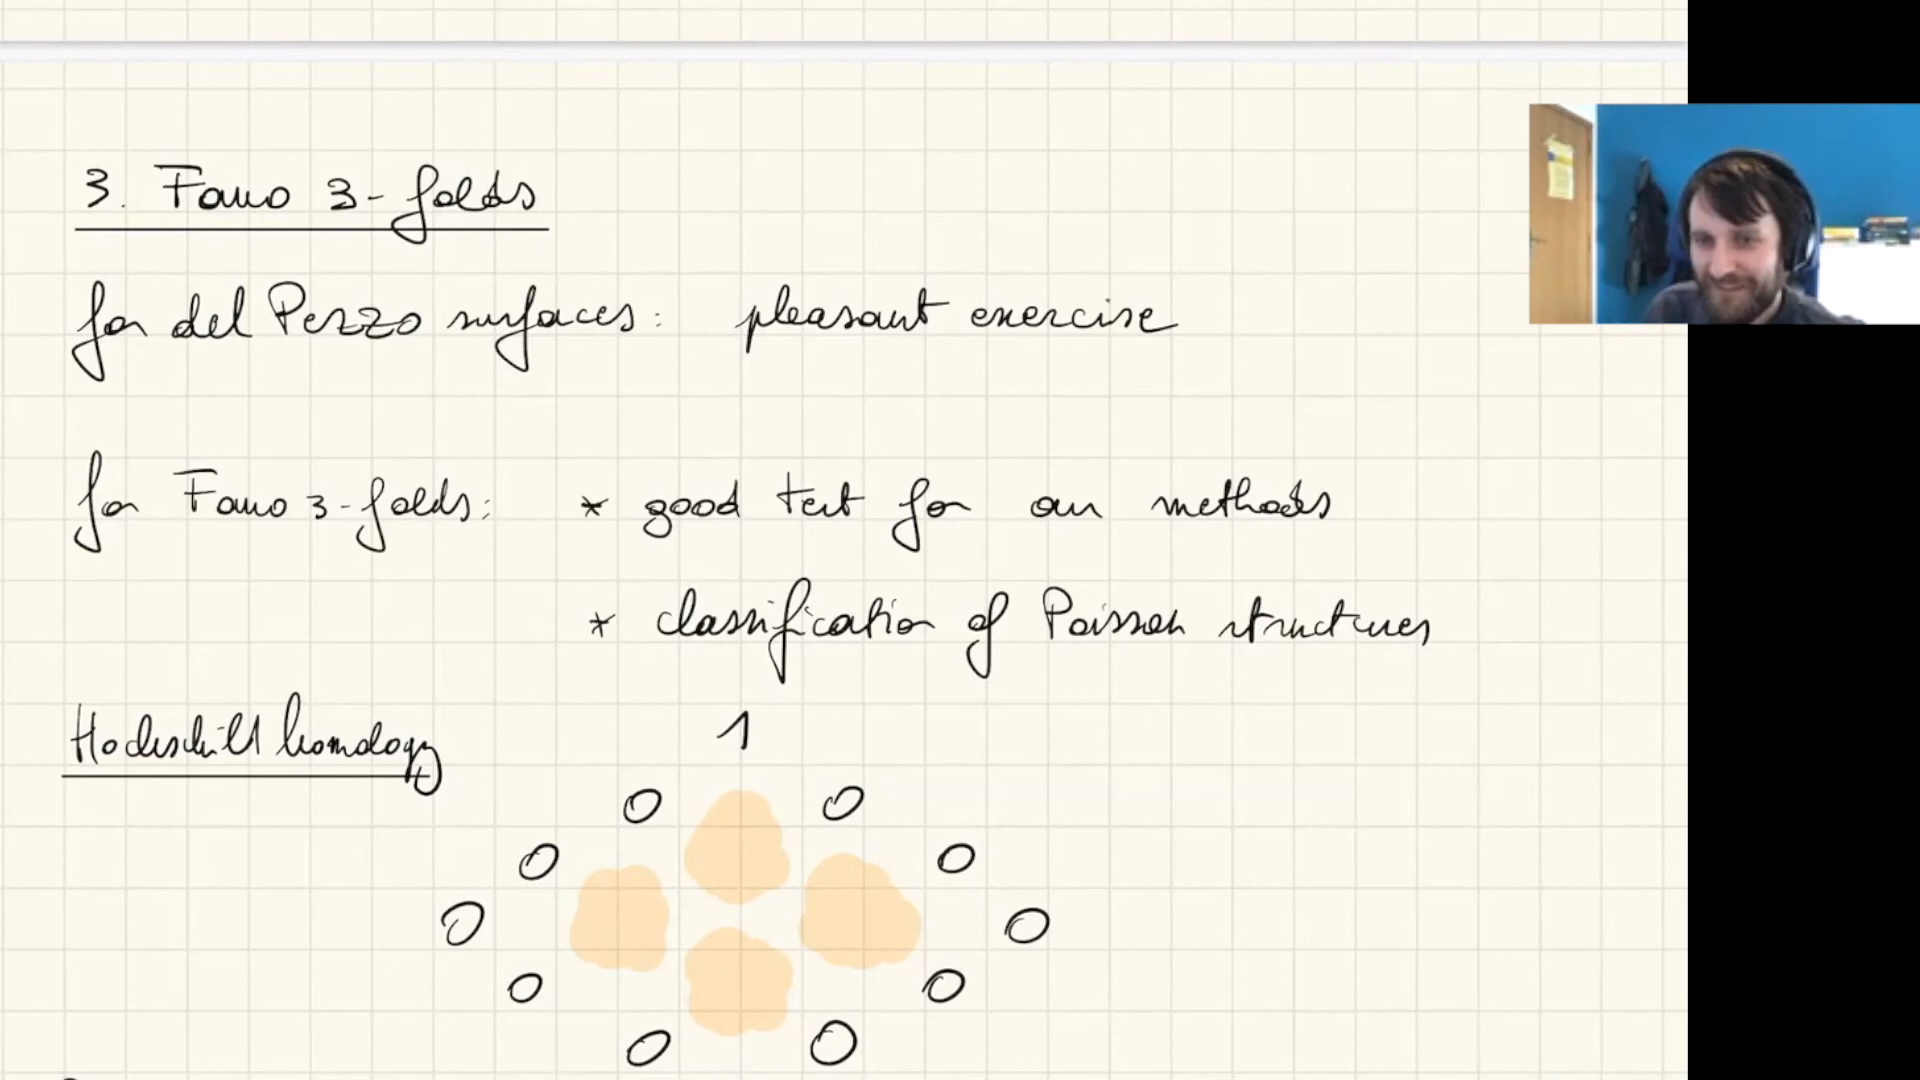 3. Fano 3-folds
for del Pezzo surfaces: pleasant exercise
for Fano 3-folds: * good test for our methods
* classification of Poisson structures
Hochschild homology
1
0 0
0 0
0 0
0 0
0 0